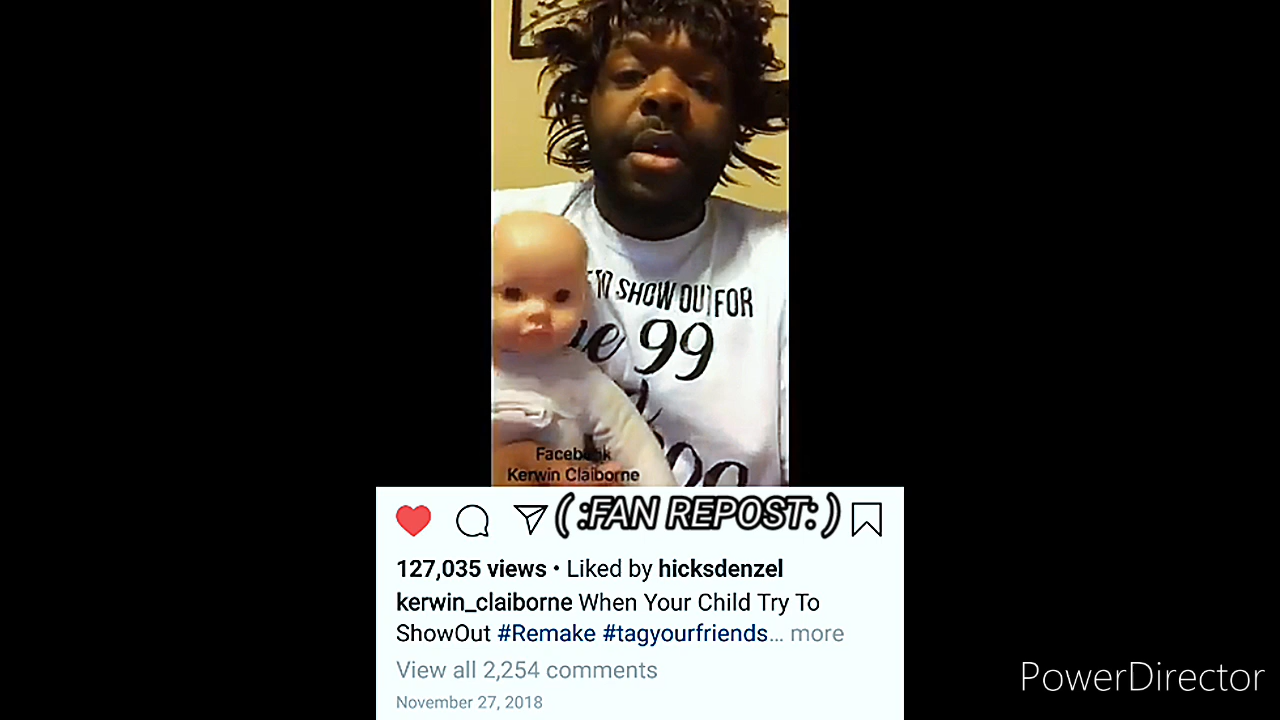 TO SHOW OUT FOR
99
Facebook
Kerwin Claiborne
( :FAN REPOST: )
127,035 views • Liked by hicksdenzel
kerwin_claiborne When Your Child Try To
ShowOut #Remake #tagyourfriends... more
View all 2,254 comments
November 27, 2018
PowerDirector